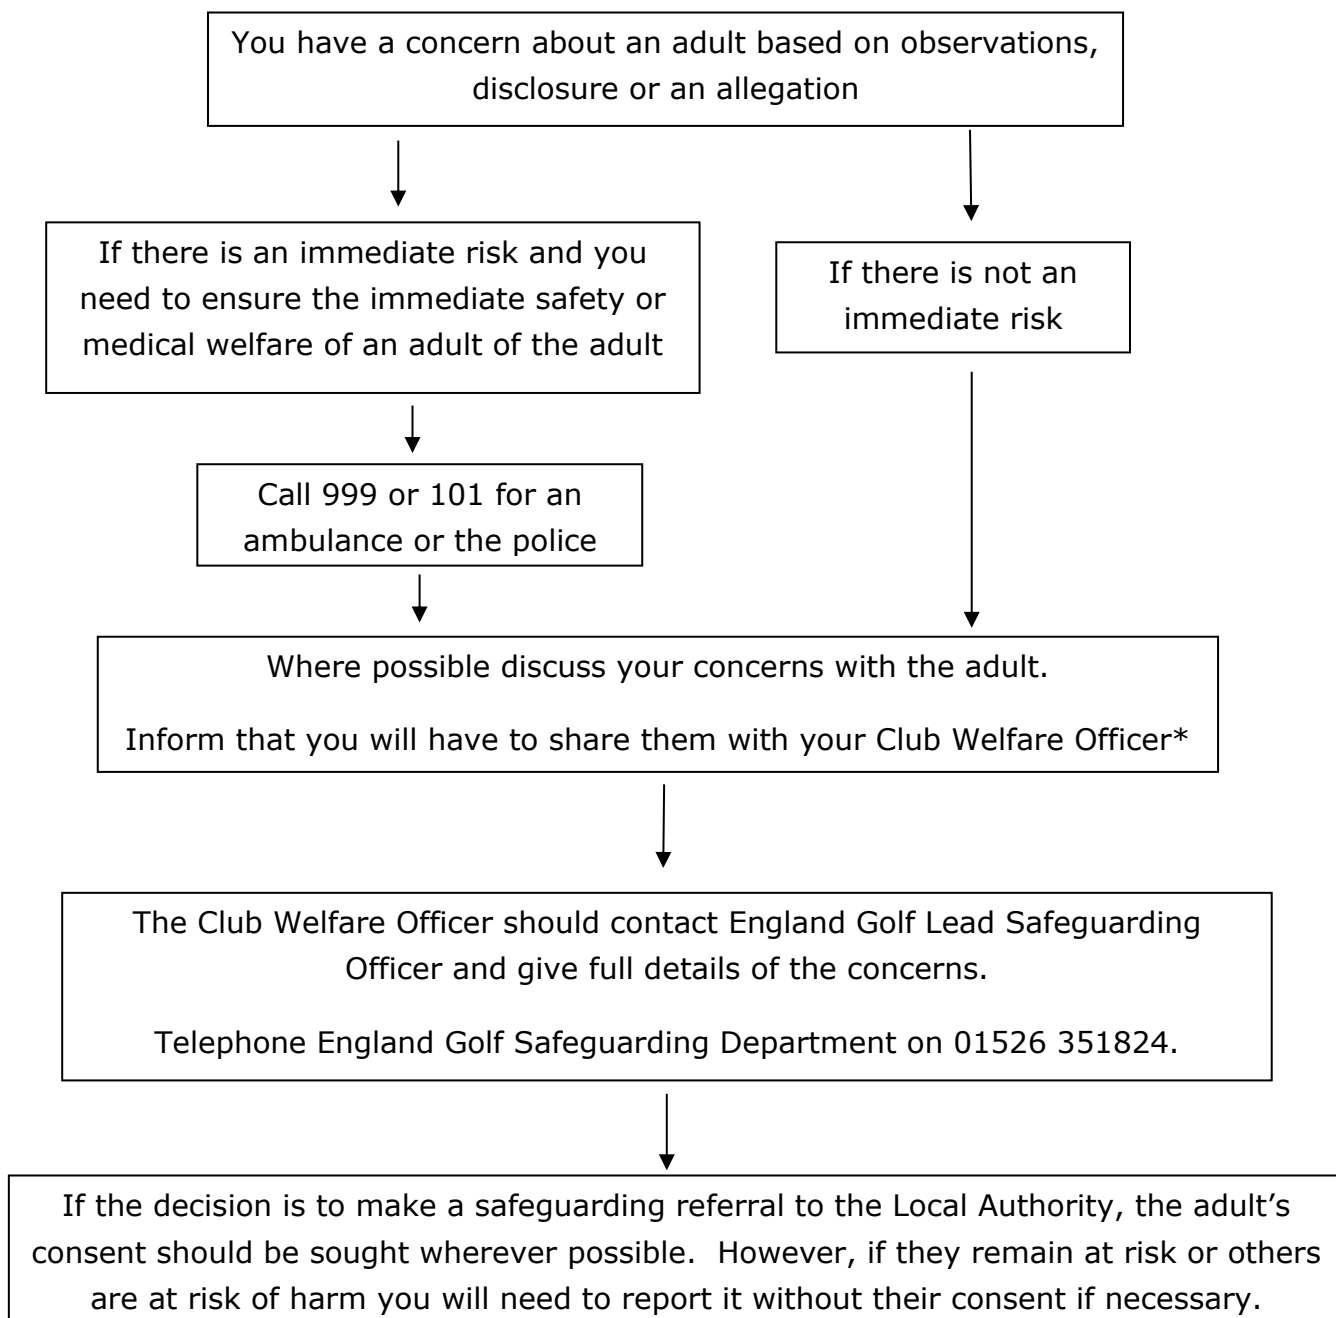 You have a concern about an adult based on observations,
disclosure or an allegation
If there is an immediate risk and you
need to ensure the immediate safety or
medical welfare of an adult of the adult
If there is not an
immediate risk
Call 999 or 101 for an
ambulance or the police
Where possible discuss your concerns with the adult.
Inform that you will have to share them with your Club Welfare Officer*
The Club Welfare Officer should contact England Golf Lead Safeguarding
Officer and give full details of the concerns.
Telephone England Golf Safeguarding Department on 01526 351824.
If the decision is to make a safeguarding referral to the Local Authority, the adult’s
consent should be sought wherever possible.  However, if they remain at risk or others
are at risk of harm you will need to report it without their consent if necessary.